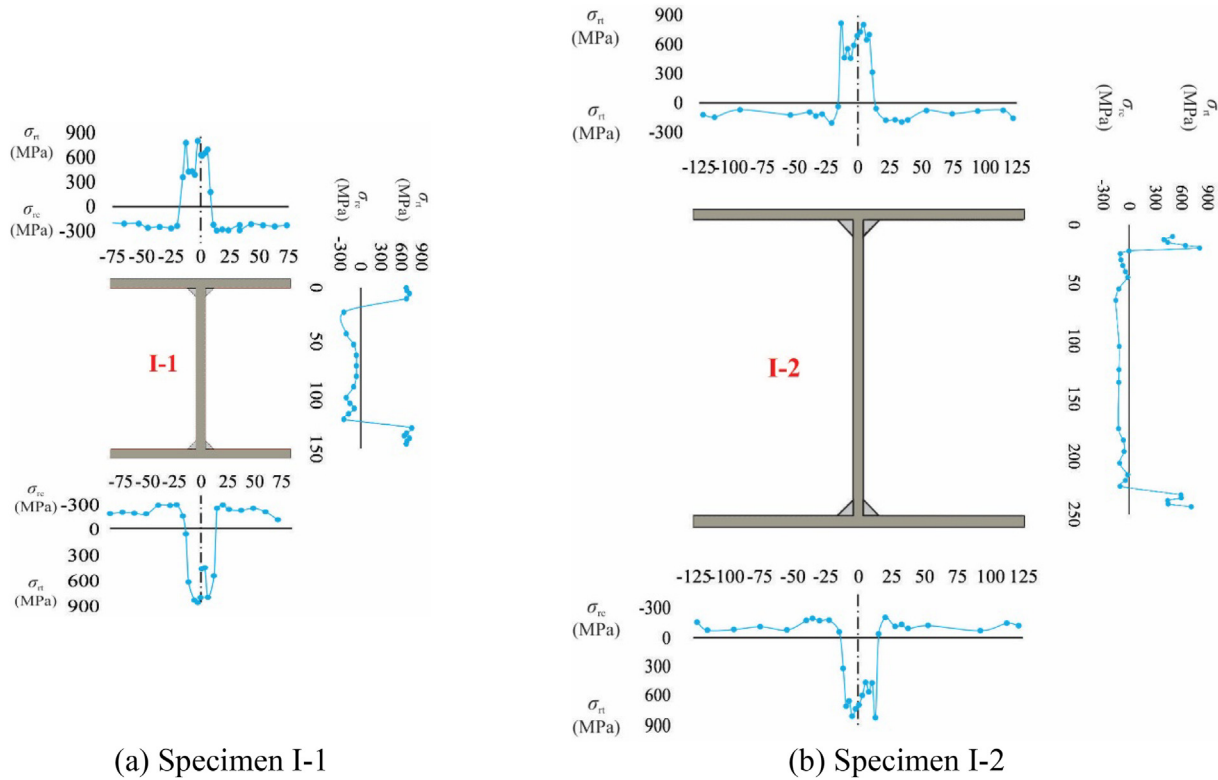 σrt
(MPa)
900
600
300
0
σrc
(MPa)
-300
-75 -50 -25 0 25 50 75
σrc
(MPa)
σrt
(MPa)
-300 0 300 600 900
0
50
100
150
I-1
-75 -50 -25 0 25 50 75
σrc
(MPa)
-300
0
300
600
900
σrt
(MPa)
(a) Specimen I-1
σrt
(MPa)
900
600
300
0
σrt
(MPa)
-300
-125 -100 -75 -50 -25 0 25 50 75 100 125
σrc
(MPa)
σrt
(MPa)
-300 0 300 600 900
0
50
100
150
200
250
I-2
-125 -100 -75 -50 -25 0 25 50 75 100 125
σrc
(MPa)
-300
0
300
600
900
σrt
(MPa)
(b) Specimen I-2